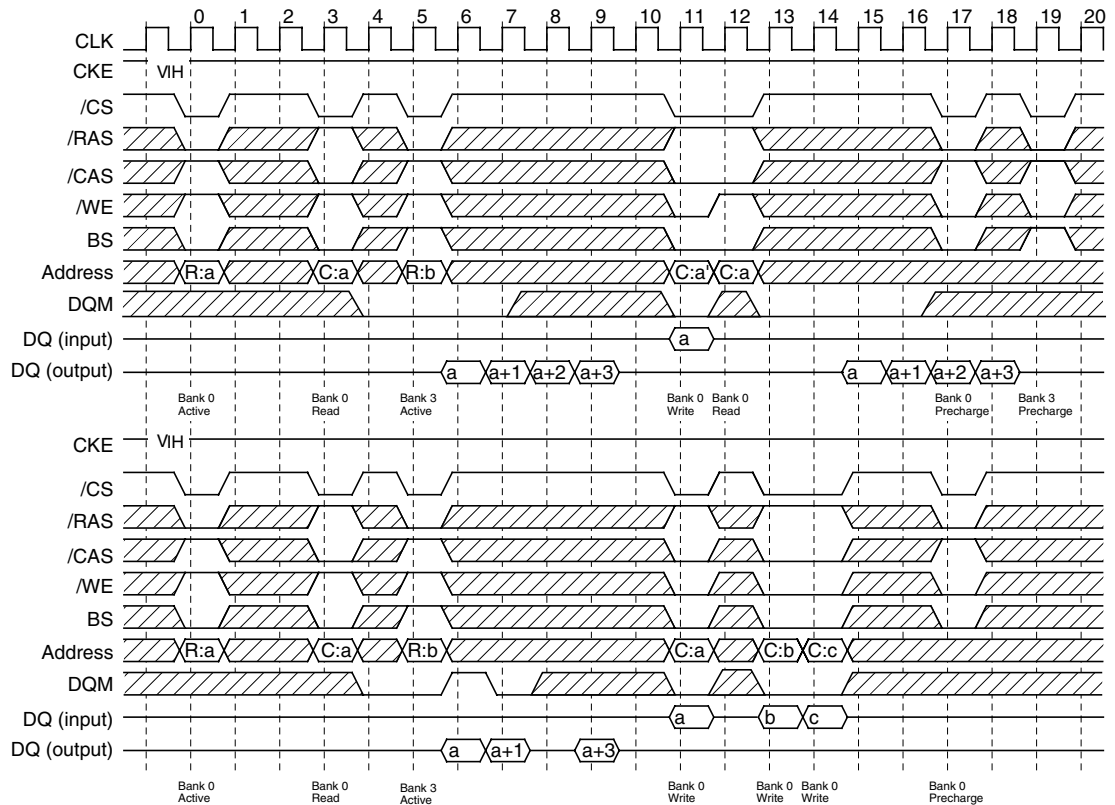 0 1 2 3 4 5 6 7 8 9 10 11 12 13 14 15 16 17 18 19 20
CLK
CKE VIH
/CS
/RAS
/CAS
/WE
BS
Address R:a C:a R:b C:a' C:a
DQM
DQ (input) a
DQ (output) a a+1 a+2 a+3 a a+1 a+2 a+3
Bank 0 Bank 0 Bank 3 Bank 0 Bank 0 Bank 0 Bank 3
Active Read Active Write Read Precharge Precharge
CKE VIH
/CS
/RAS
/CAS
/WE
BS
Address R:a C:a R:b C:a C:b C:c
DQM
DQ (input) a b c
DQ (output) a a+1 a+3
Bank 0 Bank 0 Bank 3 Bank 0 Bank 0 Bank 0 Bank 0
Active Read Active Write Write Write Precharge